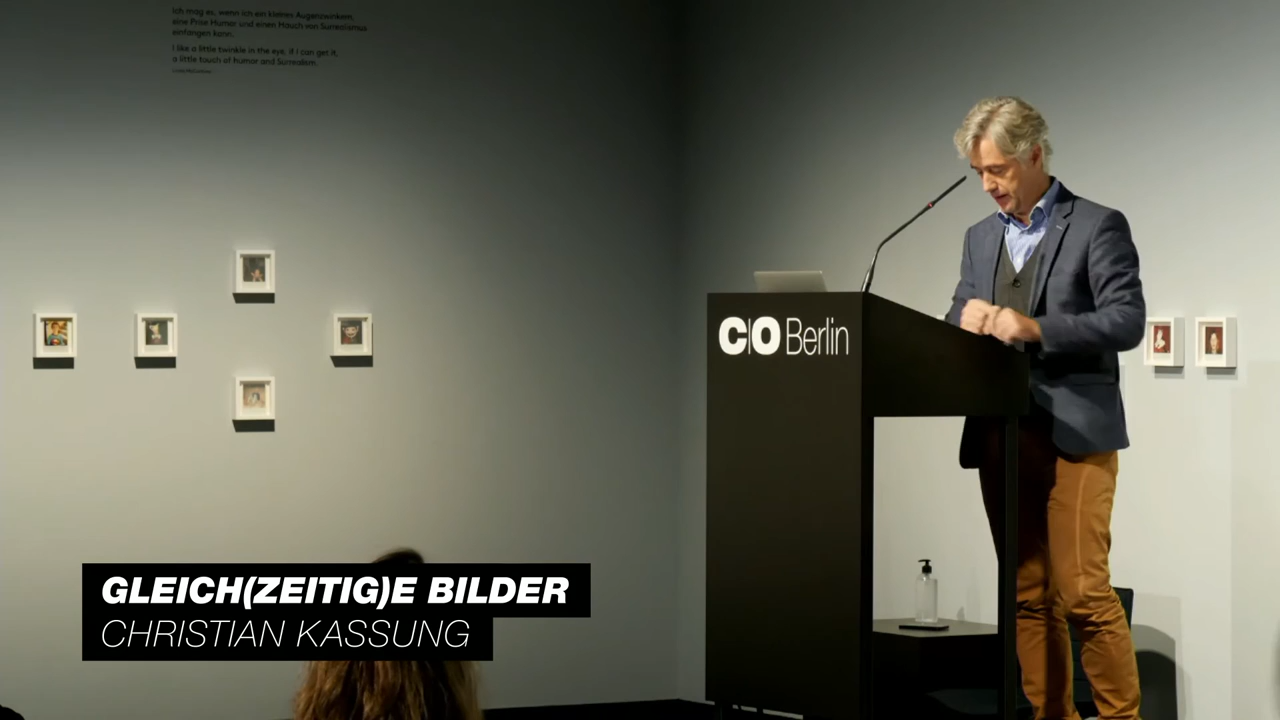 Ich mag es, wenn ich ein kleines Augenzwinkern,
eine Prise Humor und einen Hauch von Surrealismus
einfangen kann.
I like a little twinkle in the eye, if I can get it,
a little touch of humor and Surrealism.
C|O Berlin
GLEICH(ZEITIG)E BILDER
CHRISTIAN KASSUNG